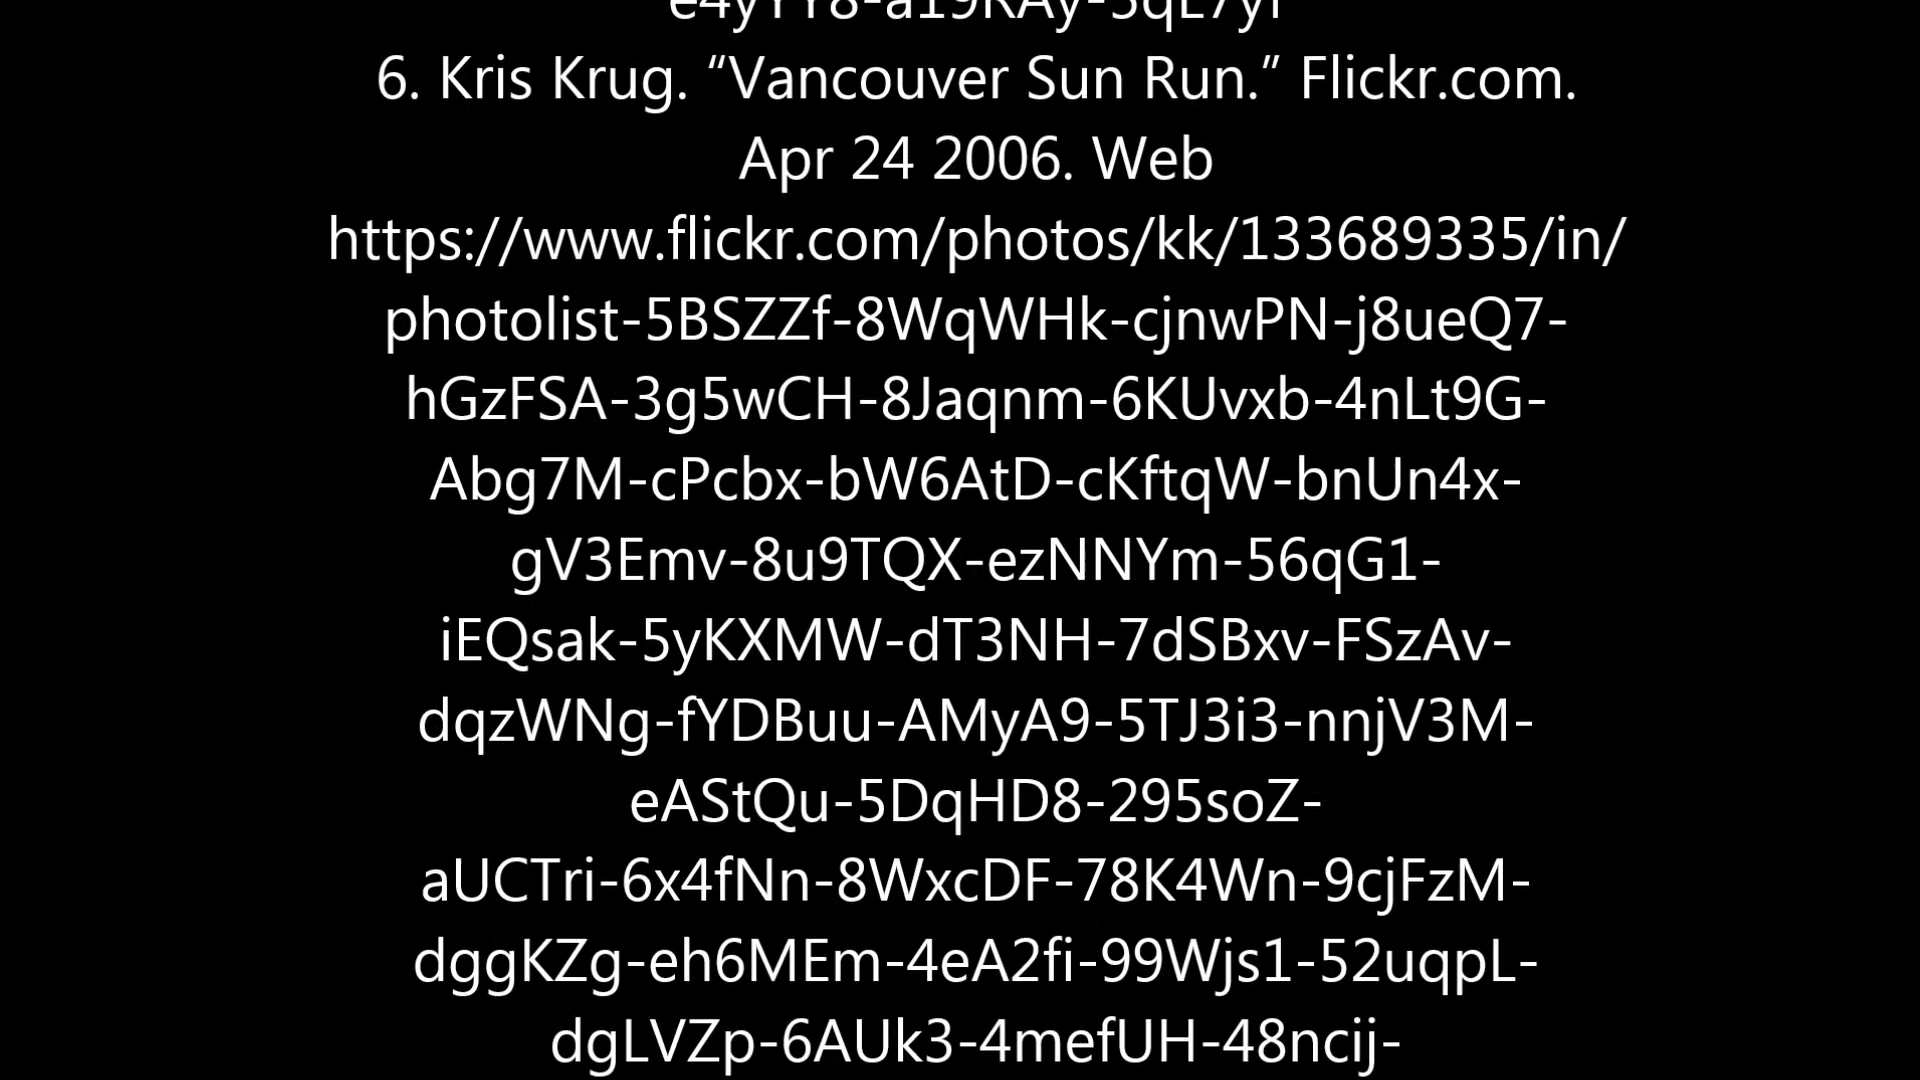 e4yYY8-a19RAy-5qE7yf
6. Kris Krug. “Vancouver Sun Run.” Flickr.com.
Apr 24 2006. Web
https://www.flickr.com/photos/kk/133689335/in/
photolist-5BSZZf-8WqWHk-cjnwPN-j8ueQ7-
hGzFSA-3g5wCH-8Jaqnm-6KUvxb-4nLt9G-
Abg7M-cPcbx-bW6AtD-cKftqW-bnUn4x-
gV3Emv-8u9TQX-ezNNYm-56qG1-
iEQsak-5yKXMW-dT3NH-7dSBxv-FSzAv-
dqzWNg-fYDBuu-AMyA9-5TJ3i3-nnjV3M-
eAStQu-5DqHD8-295soZ-
aUCTri-6x4fNn-8WxcDF-78K4Wn-9cjFzM-
dggKZg-eh6MEm-4eA2fi-99Wjs1-52uqpL-
dgLVZp-6AUk3-4mefUH-48ncij-